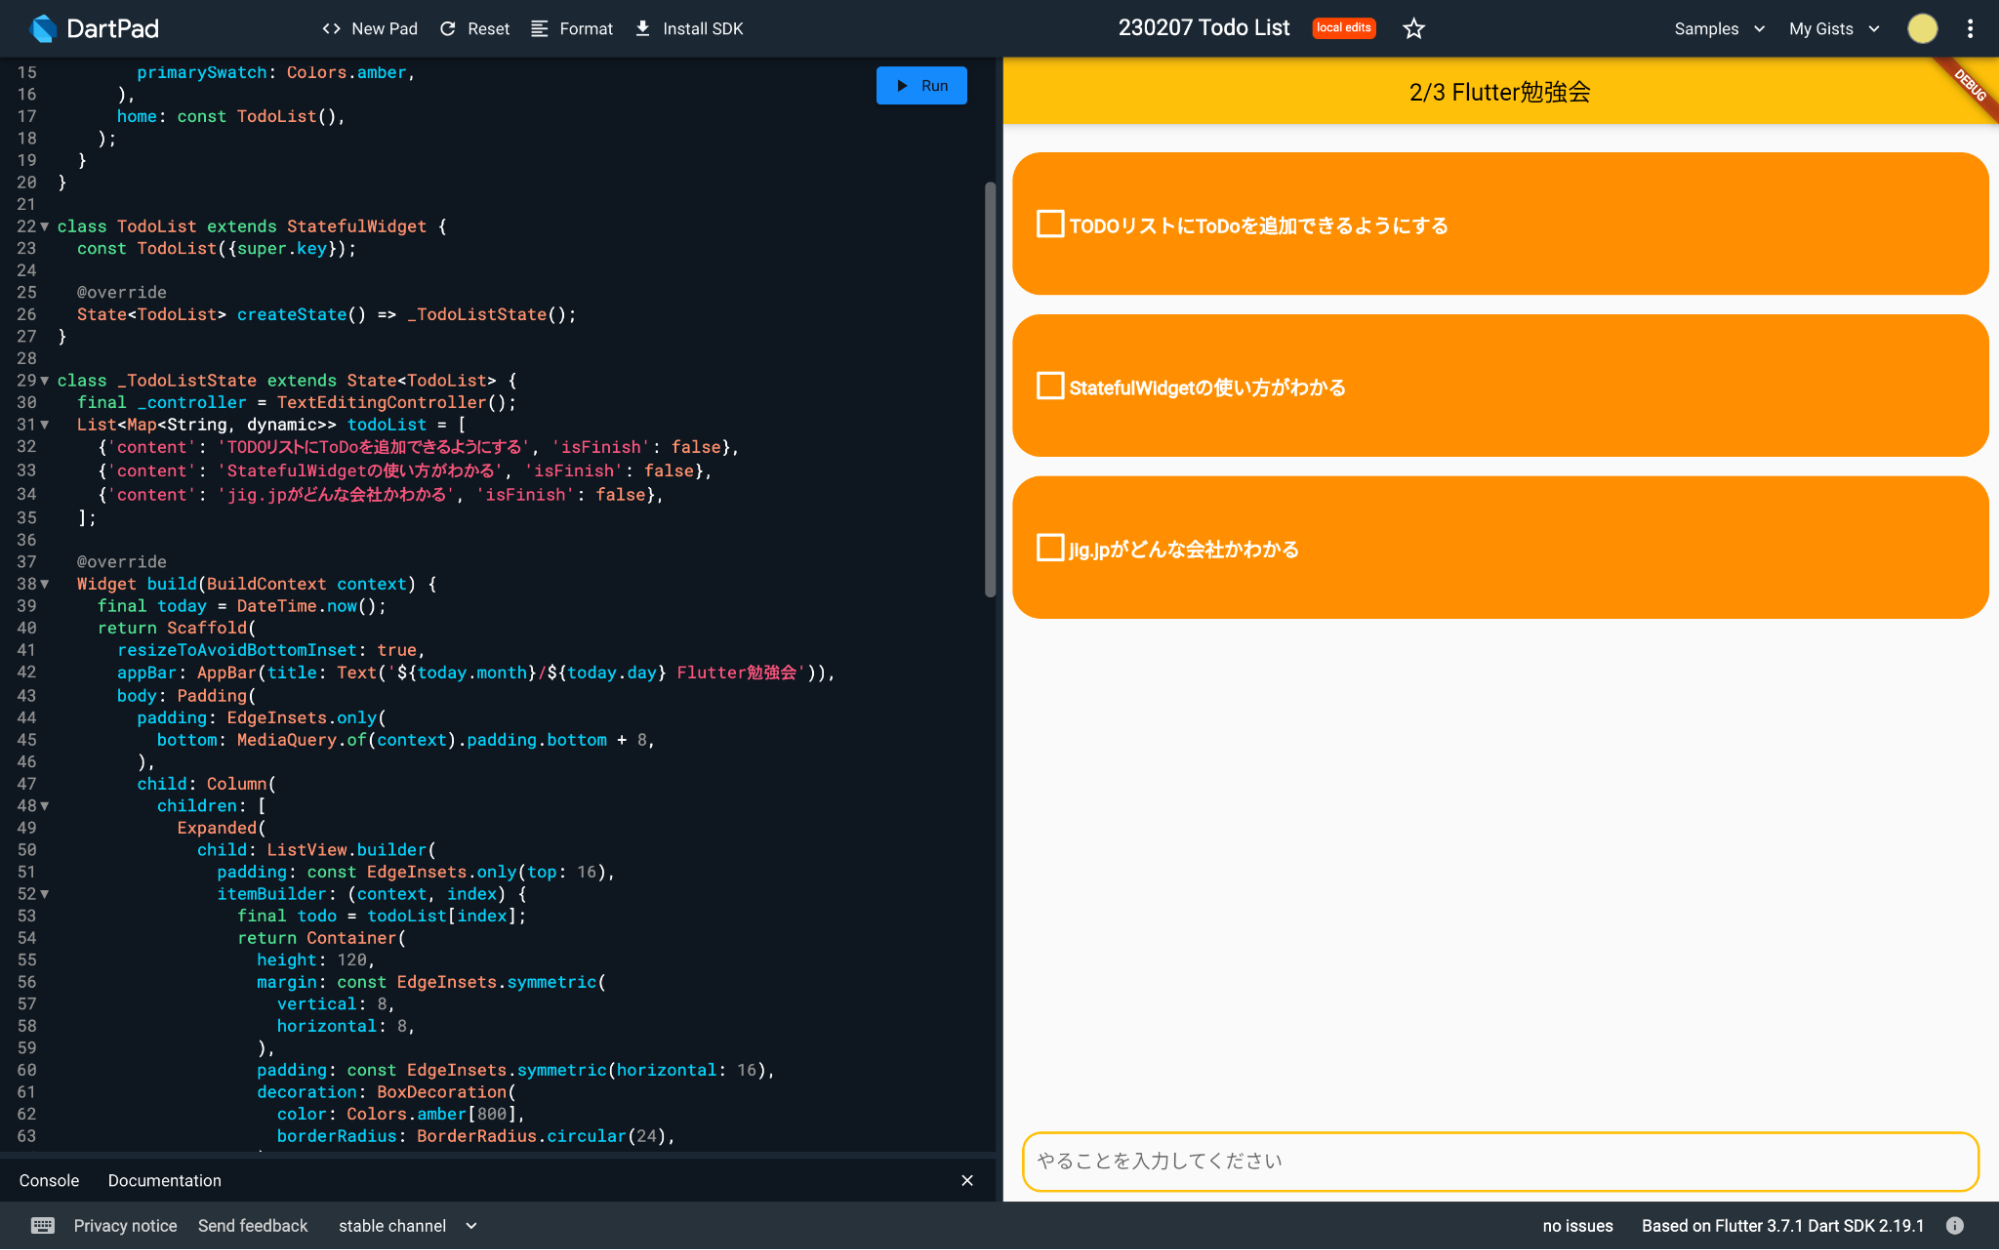 DartPad
New Pad
Reset
Format
Install SDK
230207 Todo List
local edits
Samples
My Gists
15 primarySwatch: Colors.amber,
16 ),
17 home: const TodoList(),
18 );
19 }
20 }
21
22 class TodoList extends StatefulWidget {
23 const TodoList({super.key});
24
25 @override
26 State<TodoList> createState() => _TodoListState();
27 }
28
29 class _TodoListState extends State<TodoList> {
30 final _controller = TextEditingController();
31 List<Map<String, dynamic>> todoList = [
32 {'content': 'TODOリストにToDoを追加できるようにする', 'isFinish': false},
33 {'content': 'StatefulWidgetの使い方がわかる', 'isFinish': false},
34 {'content': 'jig.jpがどんな会社かわかる', 'isFinish': false},
35 ];
36
37 @override
38 Widget build(BuildContext context) {
39 final today = DateTime.now();
40 return Scaffold(
41 resizeToAvoidBottomInset: true,
42 appBar: AppBar(title: Text('${today.month}/${today.day} Flutter勉強会')),
43 body: Padding(
44 padding: EdgeInsets.only(
45 bottom: MediaQuery.of(context).padding.bottom + 8,
46 ),
47 child: Column(
48 children: [
49 Expanded(
50 child: ListView.builder(
51 padding: const EdgeInsets.only(top: 16),
52 itemBuilder: (context, index) {
53 final todo = todoList[index];
54 return Container(
55 height: 120,
56 margin: const EdgeInsets.symmetric(
57 vertical: 8,
58 horizontal: 8,
59 ),
60 padding: const EdgeInsets.symmetric(horizontal: 16),
61 decoration: BoxDecoration(
62 color: Colors.amber[800],
63 borderRadius: BorderRadius.circular(24),
Run
2/3 Flutter勉強会
DEBUG
TODOリストにToDoを追加できるようにする
StatefulWidgetの使い方がわかる
jig.jpがどんな会社かわかる
やることを入力してください
Console
Documentation
Privacy notice
Send feedback
stable channel
no issues
Based on Flutter 3.7.1 Dart SDK 2.19.1